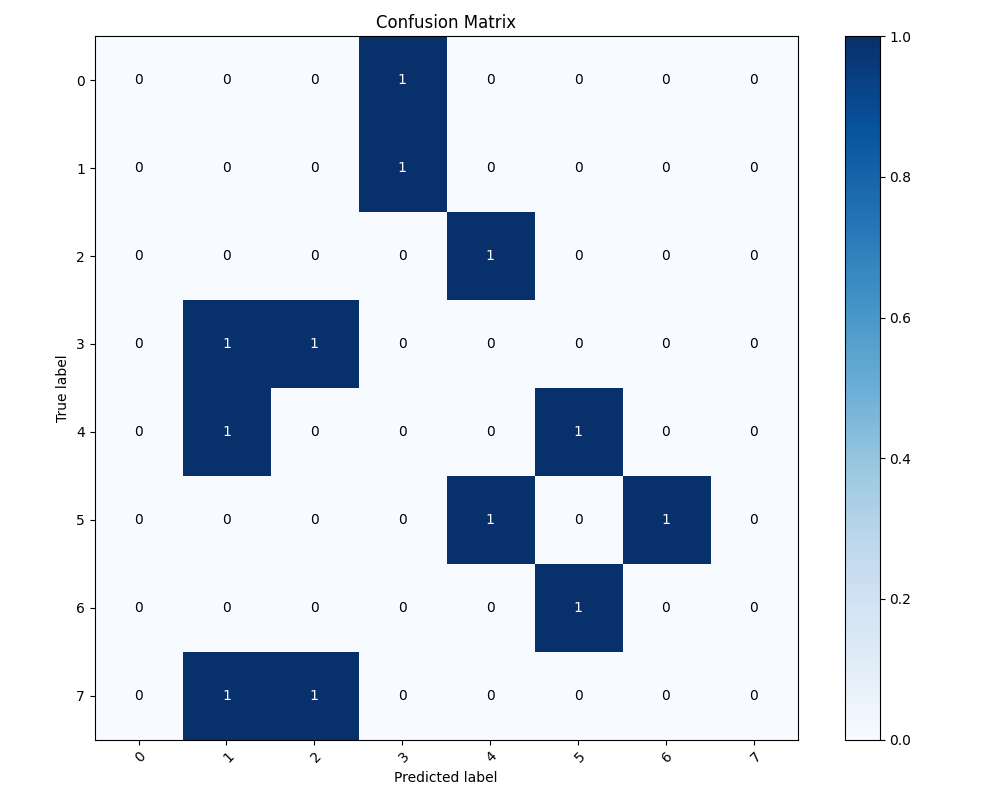 Confusion Matrix
0 0 0 0 1 0 0 0 0
1 0 0 0 1 0 0 0 0
2 0 0 0 0 1 0 0 0
3 0 1 1 0 0 0 0 0
4 0 1 0 0 0 1 0 0
5 0 0 0 0 1 0 1 0
6 0 0 0 0 0 1 0 0
7 0 1 1 0 0 0 0 0
0 1 2 3 4 5 6 7
Predicted label
True label
1.0
0.8
0.6
0.4
0.2
0.0